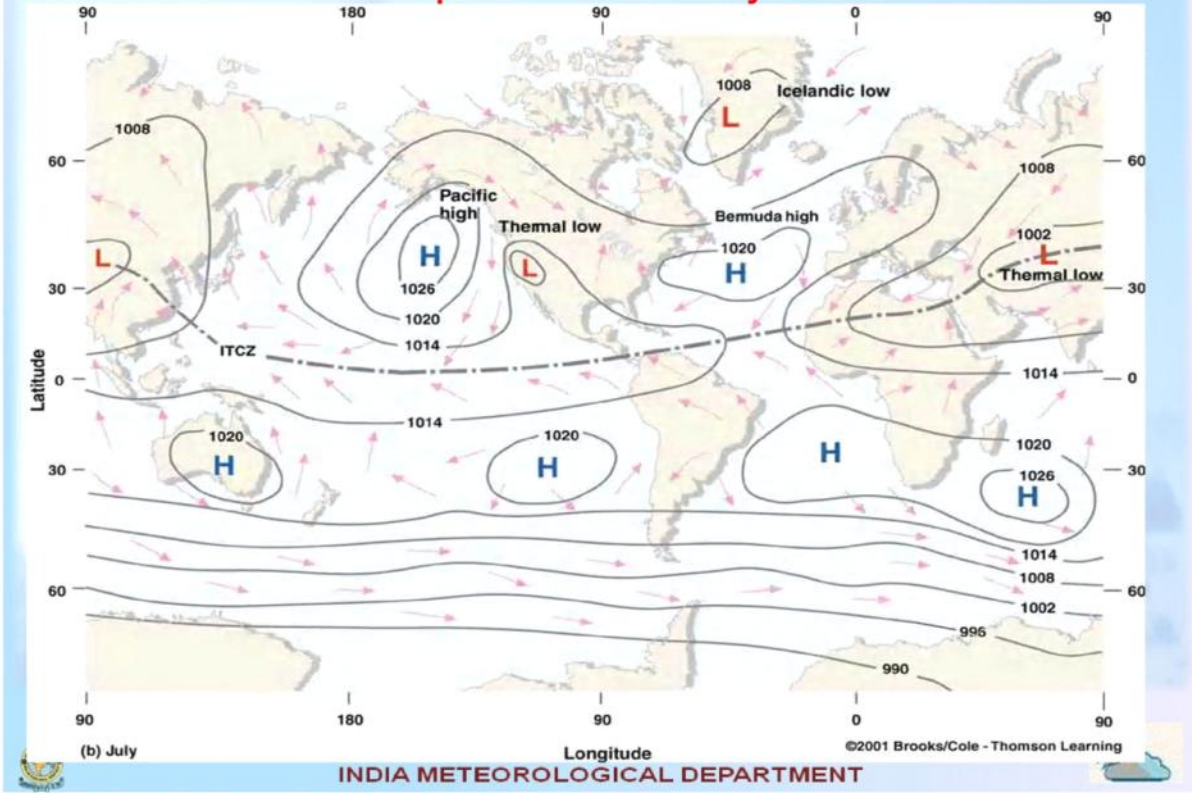 90 180 90 0 90
1008 Icelandic low
L
1008
60 60
1008
Pacific
high
Bermuda high
Thermal low
1002
1020
L H L L
H Thermal low
1026
30 30
1020
1014
ITCZ
Latitude
0 1014 0
1014
1020 1020 1020
H H H
30 1026 30
H
1014
1008
60 60
1002
996
990
90 180 90 0 90
(b) July Longitude ©2001 Brooks/Cole - Thomson Learning
INDIA METEOROLOGICAL DEPARTMENT